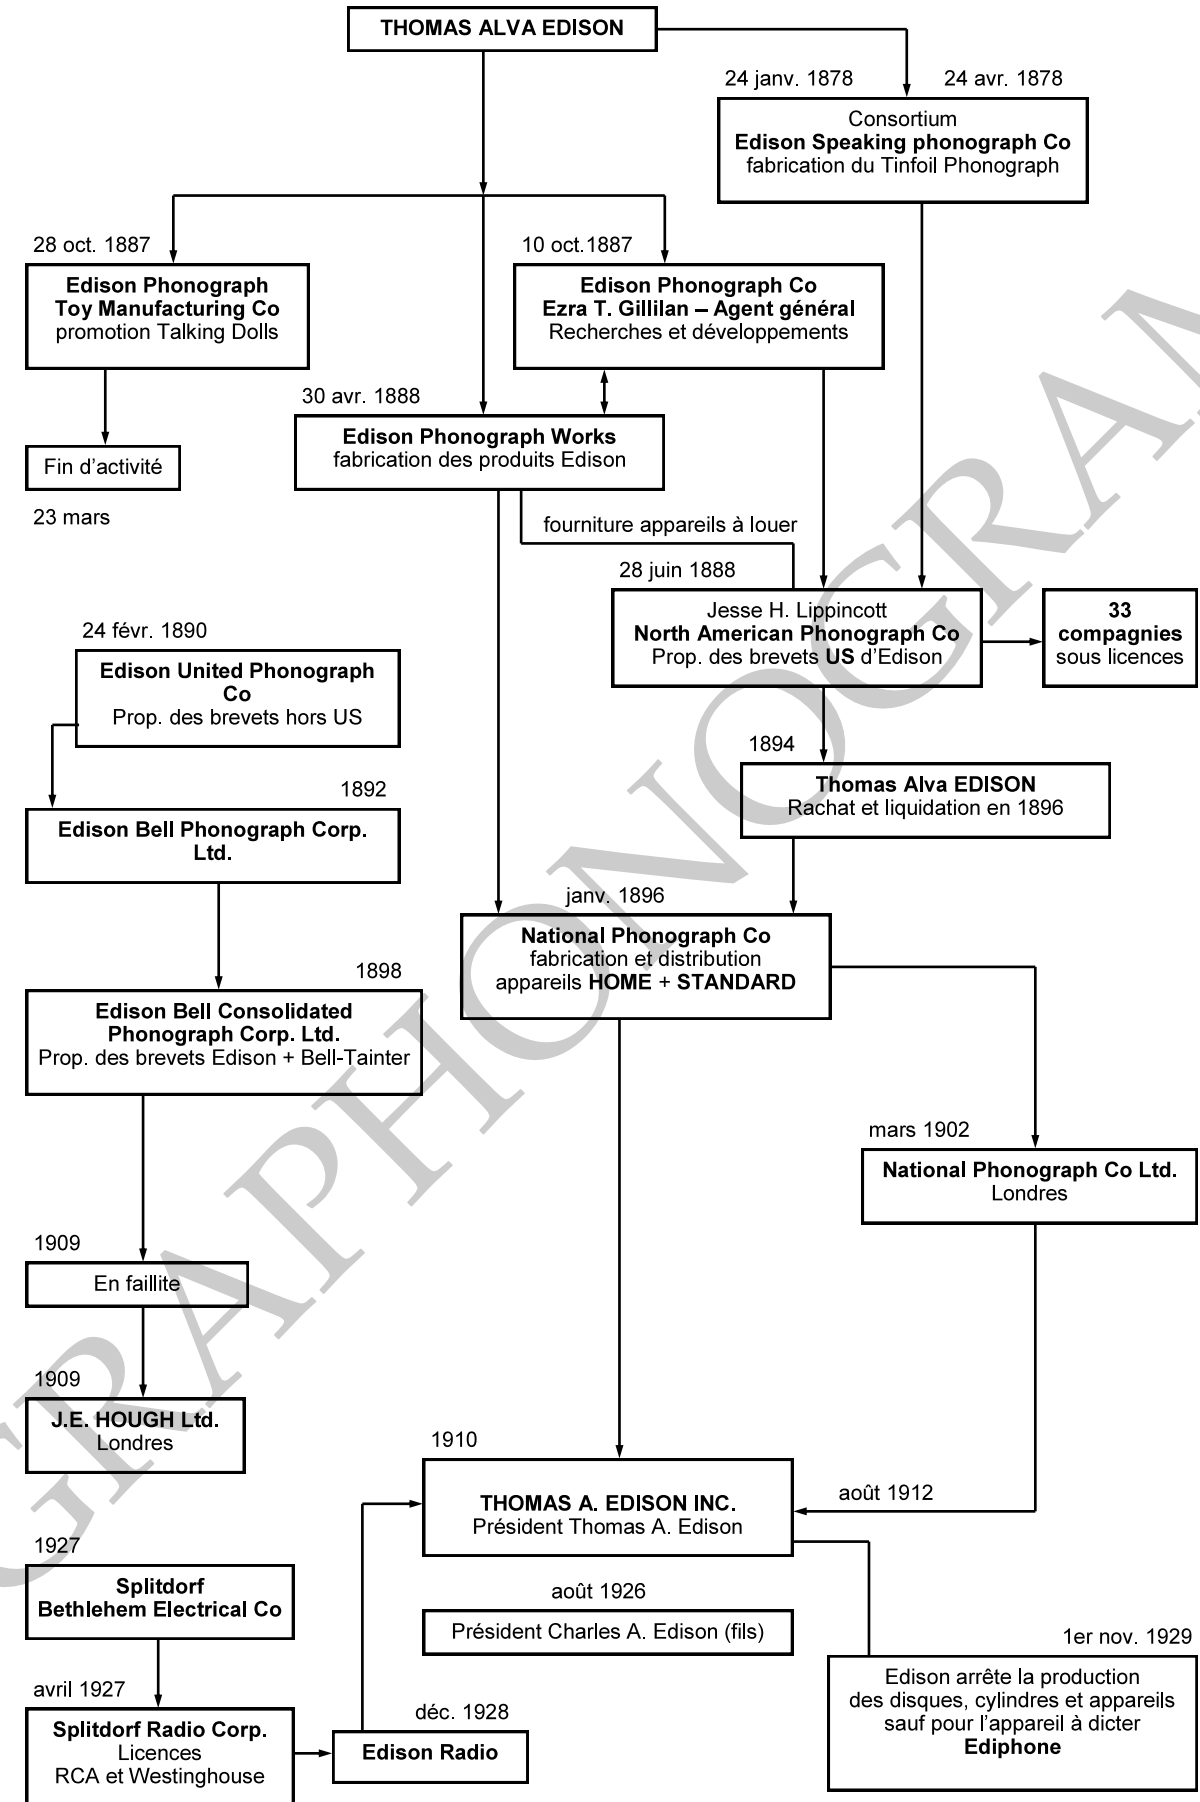 THOMAS ALVA EDISON
24 janv. 1878
24 avr. 1878
Consortium
Edison Speaking phonograph Co
fabrication du Tinfoil Phonograph
28 oct. 1887
10 oct.1887
Edison Phonograph
Toy Manufacturing Co
promotion Talking Dolls
Edison Phonograph Co
Ezra T. Gillilan – Agent général
Recherches et développements
30 avr. 1888
Edison Phonograph Works
fabrication des produits Edison
Fin d'activité
23 mars
fourniture appareils à louer
28 juin 1888
Jesse H. Lippincott
North American Phonograph Co
Prop. des brevets US d'Edison
33
compagnies
sous licences
24 févr. 1890
Edison United Phonograph
Co
Prop. des brevets hors US
1894
Thomas Alva EDISON
Rachat et liquidation en 1896
1892
Edison Bell Phonograph Corp.
Ltd.
janv. 1896
National Phonograph Co
fabrication et distribution
appareils HOME + STANDARD
1898
Edison Bell Consolidated
Phonograph Corp. Ltd.
Prop. des brevets Edison + Bell-Tainter
mars 1902
National Phonograph Co Ltd.
Londres
1909
En faillite
1909
J.E. HOUGH Ltd.
Londres
1910
THOMAS A. EDISON INC.
Président Thomas A. Edison
août 1912
1927
Splitdorf
Bethlehem Electrical Co
août 1926
Président Charles A. Edison (fils)
1er nov. 1929
Edison arrête la production
des disques, cylindres et appareils
sauf pour l'appareil à dicter
Ediphone
avril 1927
Splitdorf Radio Corp.
Licences
RCA et Westinghouse
déc. 1928
Edison Radio
GRAPHONOGRAM